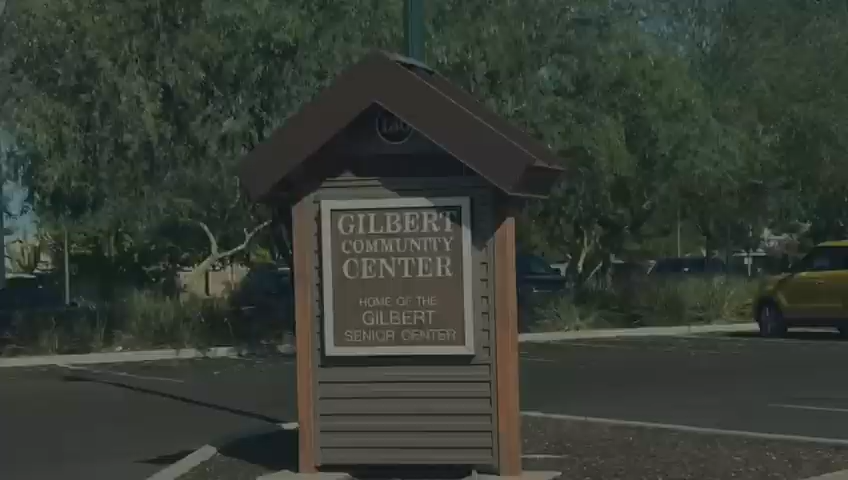 GILBERT
COMMUNITY
CENTER
HOME OF THE
GILBERT
SENIOR CENTER